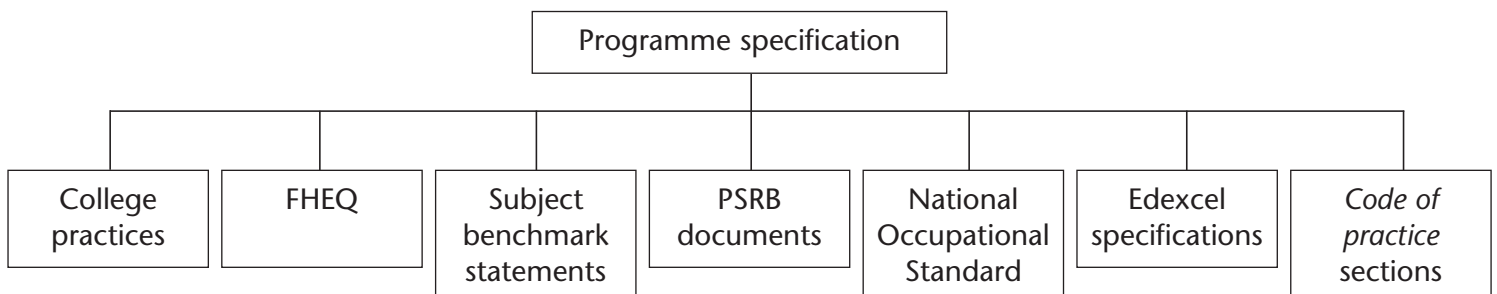 Programme specification
College
practices
FHEQ
Subject
benchmark
statements
PSRB
documents
National
Occupational
Standard
Edexcel
specifications
Code of
practice
sections